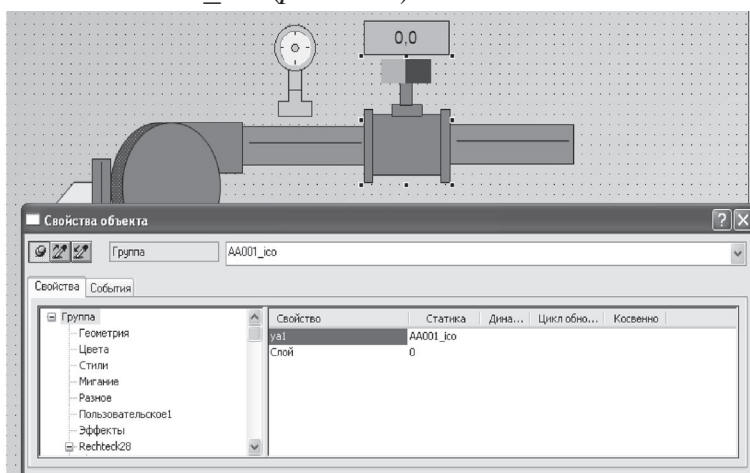 0,0
Свойства объекта
Группа AA001_ico
Свойства События
Группа
Геометрия
Цвета
Стили
Мигание
Разное
Пользовательское1
Эффекты
Rechteck28
Свойство Статика Дина... Цикл обно... Косвенно
уа1 AA001_ico
Слой 0